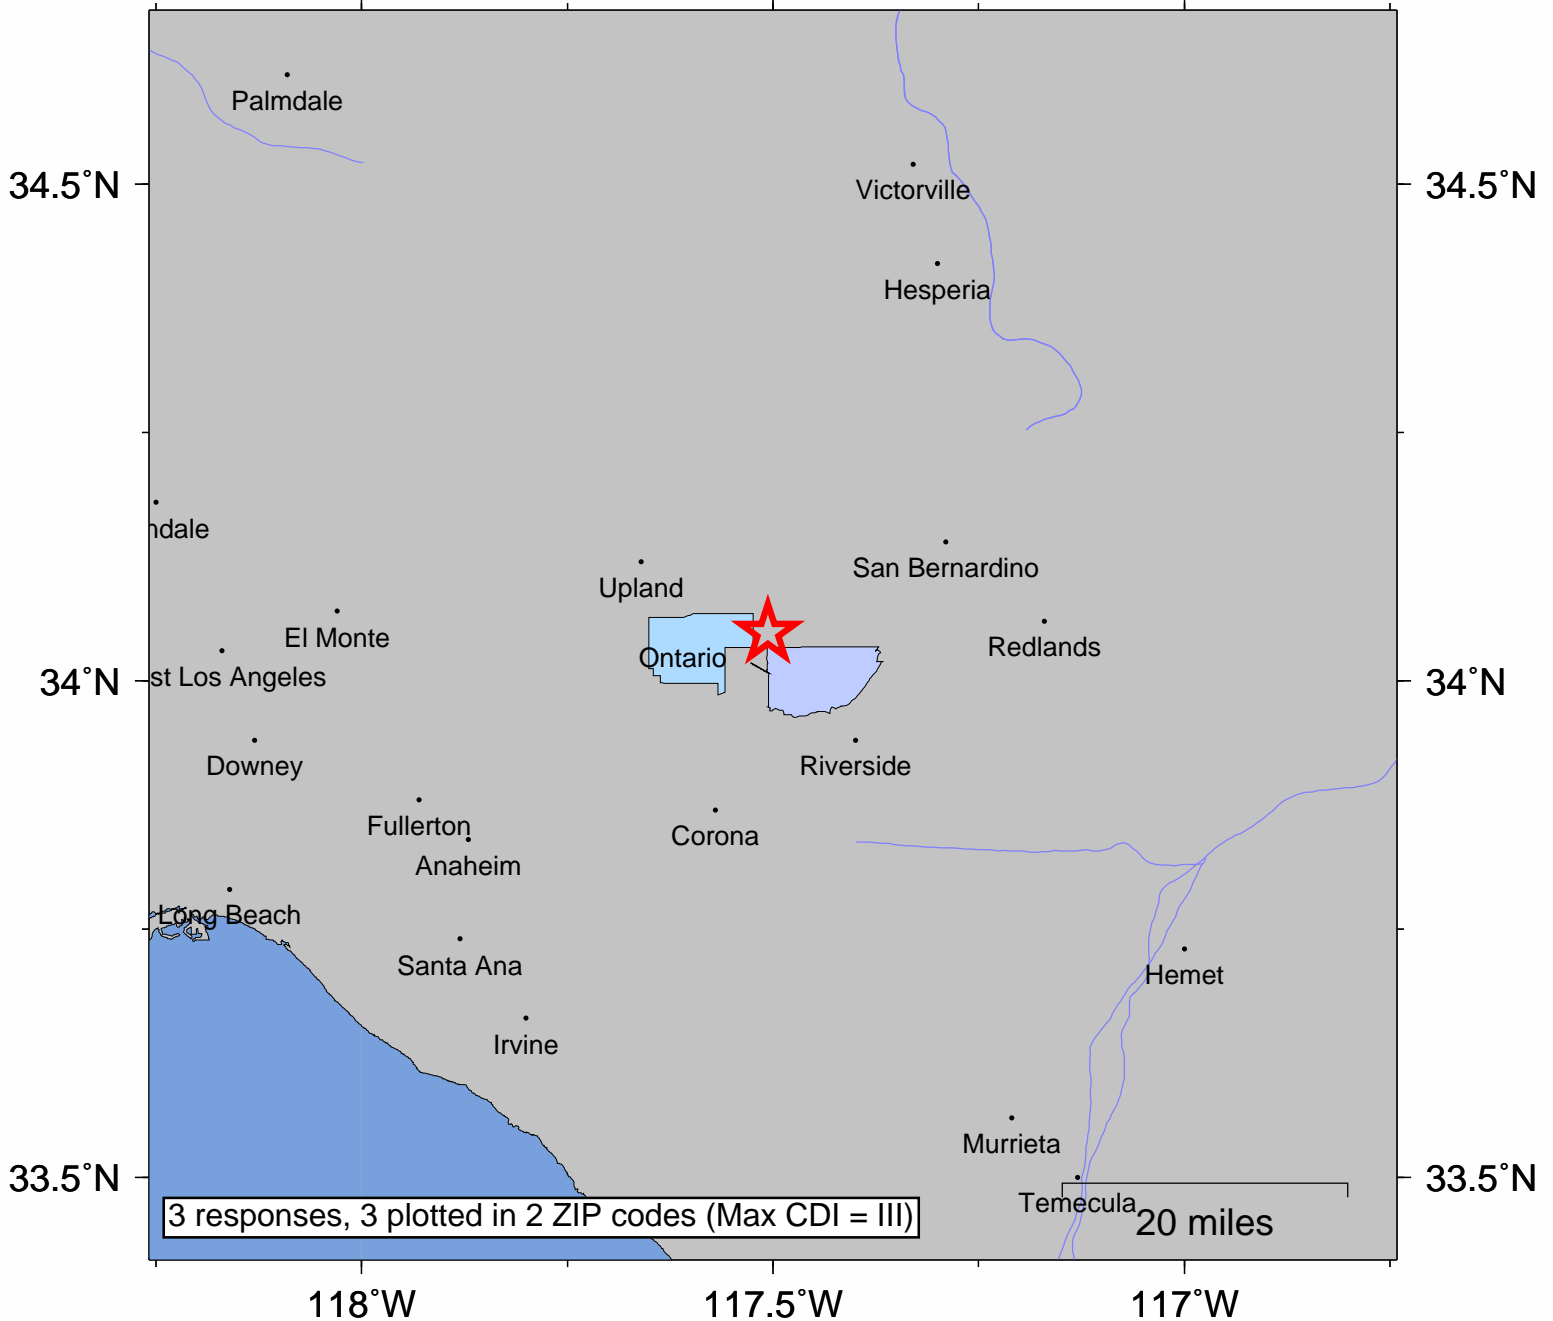 Palmdale
34.5°N
34.5°N
Victorville
Hesperia
ndale
Upland
San Bernardino
El Monte
Ontario
Redlands
st Los Angeles
34°N
34°N
Downey
Riverside
Fullerton
Corona
Anaheim
Long Beach
Santa Ana
Hemet
Irvine
Murrieta
33.5°N
33.5°N
Temecula
3 responses, 3 plotted in 2 ZIP codes (Max CDI = III)
20 miles
118°W
117.5°W
117°W